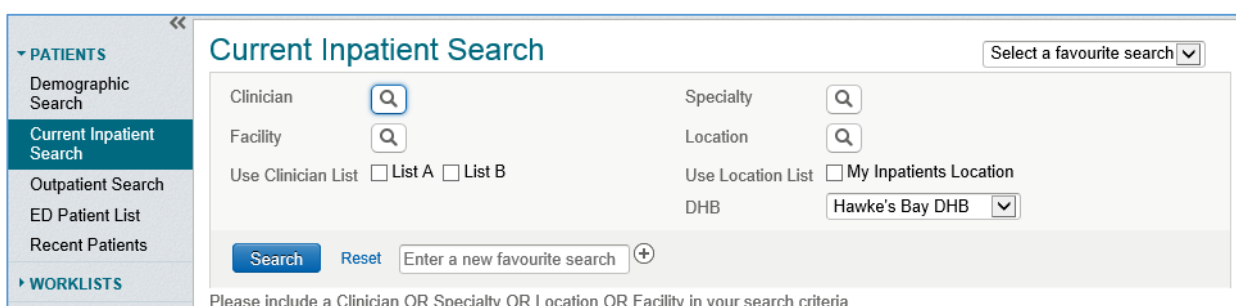 PATIENTS
Demographic
Search
Current Inpatient
Search
Outpatient Search
ED Patient List
Recent Patients
WORKLISTS
Current Inpatient Search
Select a favourite search
Clinician
Specialty
Facility
Location
Use Clinician List List A List B
Use Location List My Inpatients Location
DHB Hawke's Bay DHB
Search Reset Enter a new favourite search
Please include a Clinician OR Specialty OR Location OR Facility in your search criteria